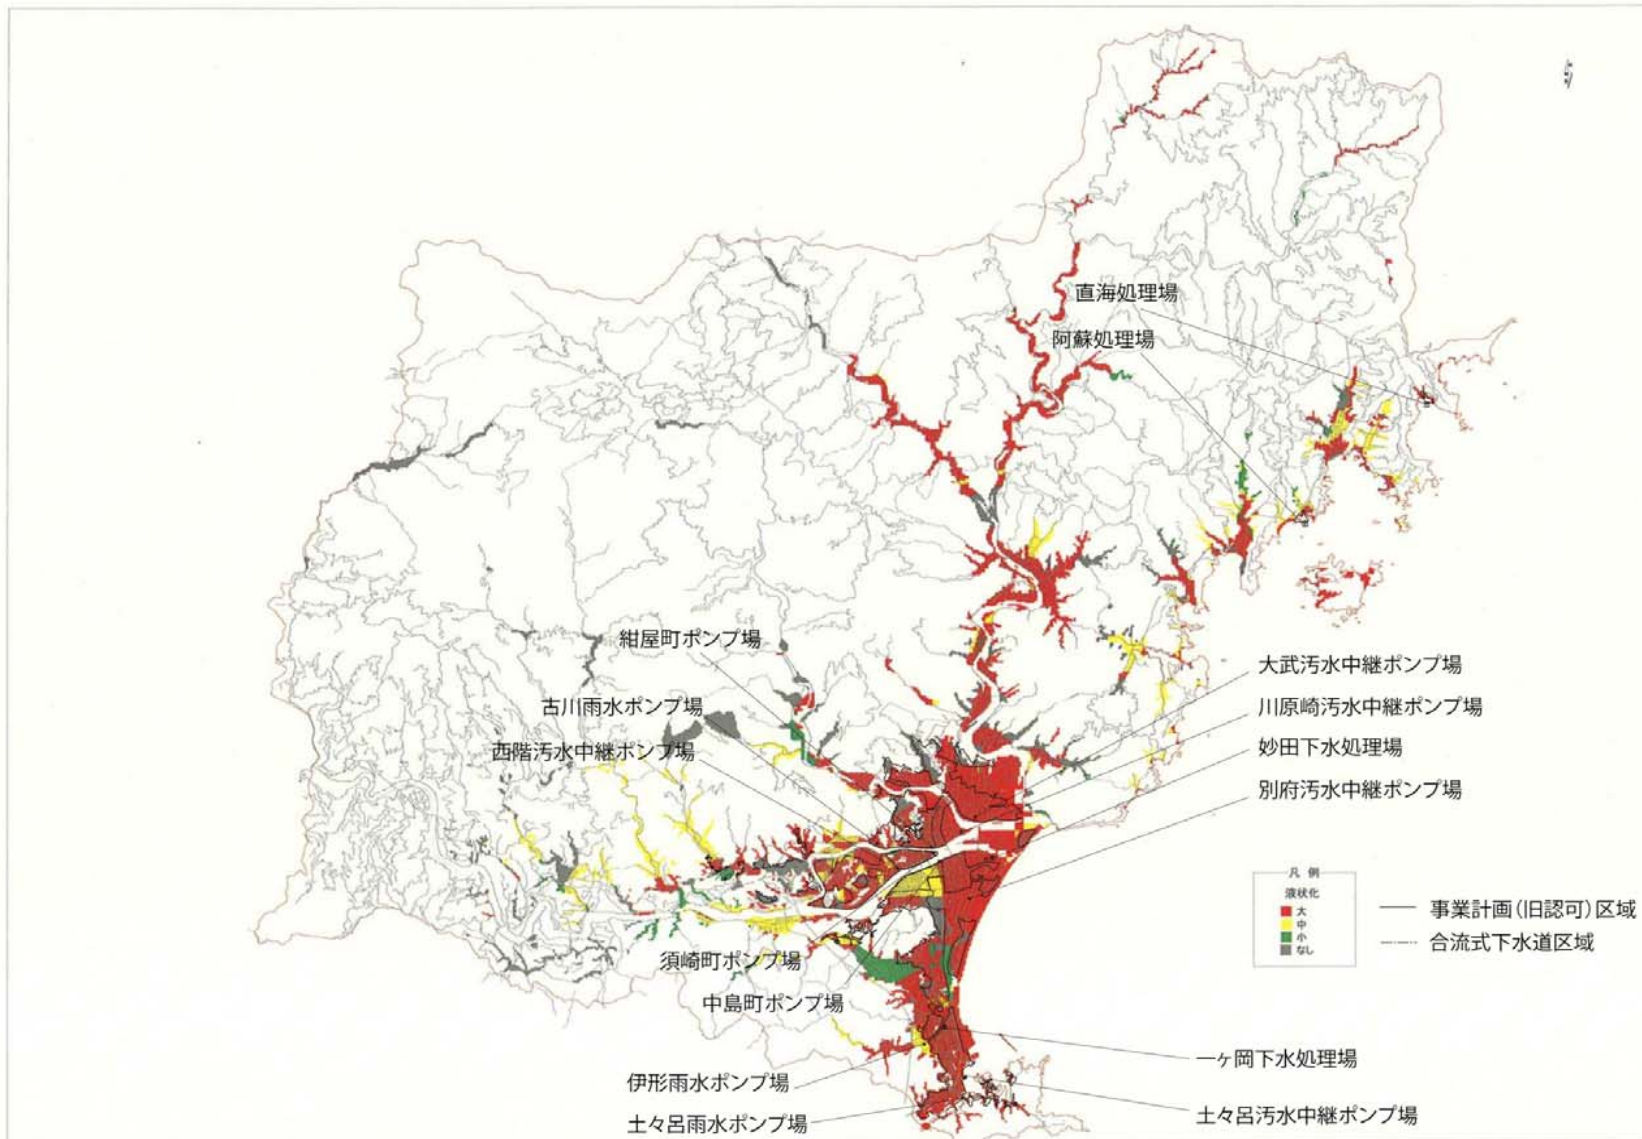 直海処理場
阿蘇処理場
紺屋町ポンプ場
古川雨水ポンプ場
西階汚水中継ポンプ場
大武汚水中継ポンプ場
川原崎汚水中継ポンプ場
妙田下水処理場
別府汚水中継ポンプ場
凡 例
液状化
大
中
小
なし
事業計画(旧認可)区域
合流式下水道区域
須崎町ポンプ場
中島町ポンプ場
伊形雨水ポンプ場
土々呂雨水ポンプ場
一ヶ岡下水処理場
土々呂汚水中継ポンプ場